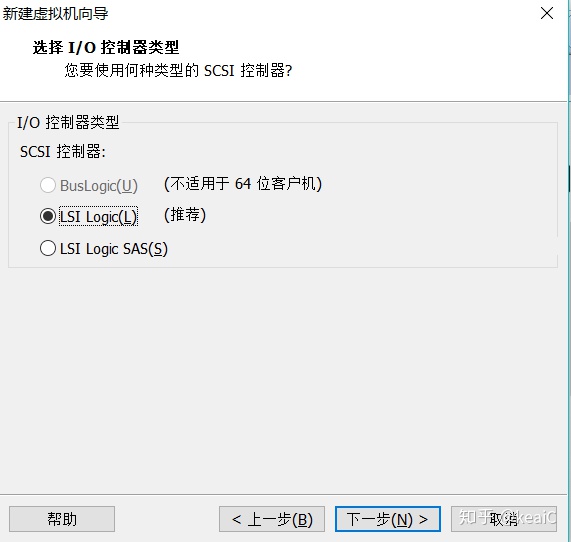 新建虚拟机向导
选择 I/O 控制器类型
您要使用何种类型的 SCSI 控制器?
I/O 控制器类型
SCSI 控制器:
BusLogic(U) (不适用于 64 位客户机)
LSI Logic(L) (推荐)
LSI Logic SAS(S)
帮助 < 上一步(B) 下一步(N) > 取消
知乎 @keaiC